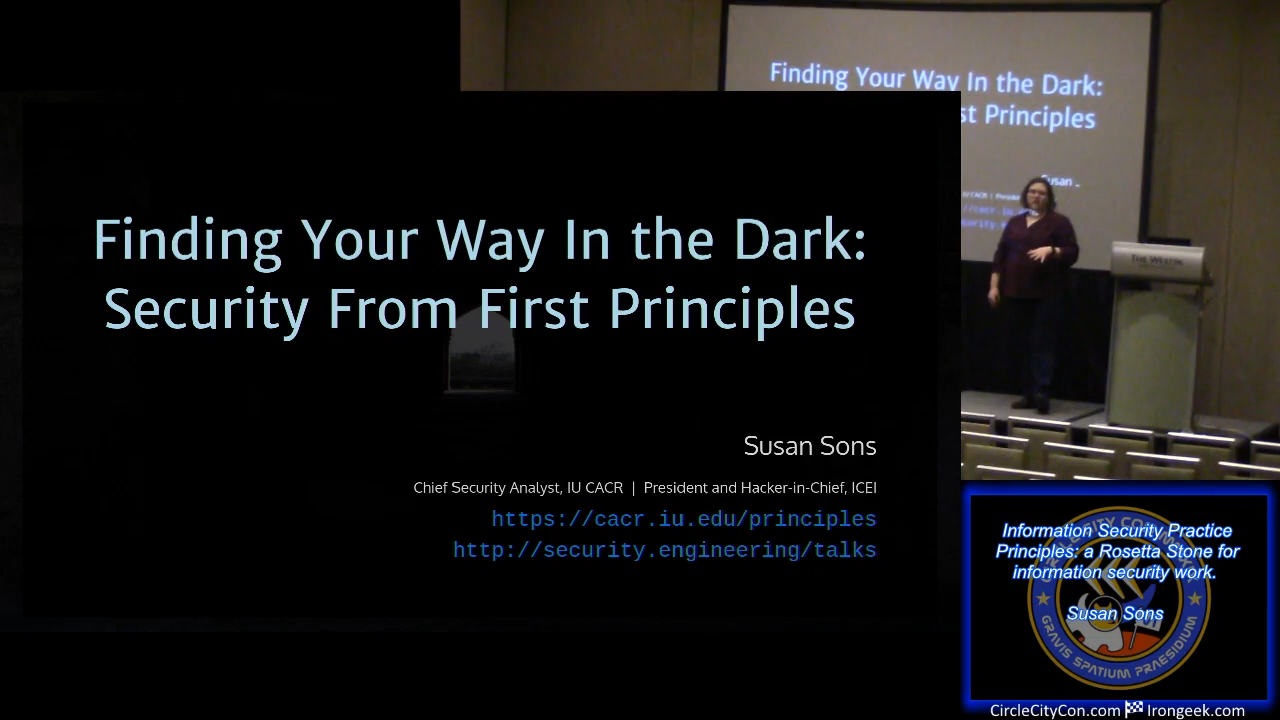 Finding Your Way In the Dark:
Security From First Principles
Susan Sons
Chief Security Analyst, IU CACR | President and Hacker-in-Chief, ICEI
https://cacr.iu.edu/principles
http://security.engineering/talks
Finding Your Way In the Dark:
st Principles
Susan
THE WESTIN
Information Security Practice
Principles: a Rosetta Stone for
information security work.
Susan Sons
GRAVIS SPATIUM PRAESIDIUM
CircleCityCon.com Irongeek.com